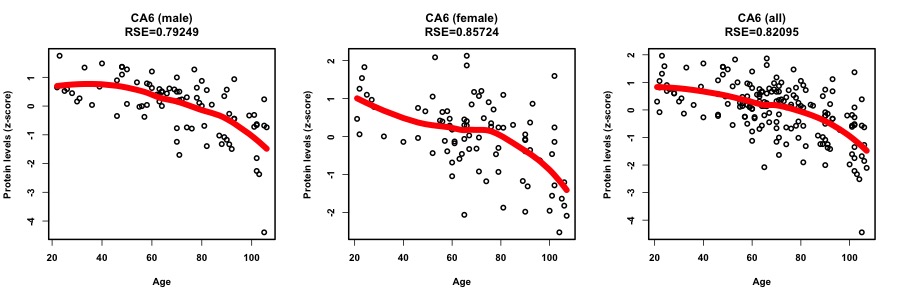 CA6 (male)
RSE=0.79249
Protein levels (z-score)
1
0
-1
-2
-3
-4
20 40 60 80 100
Age
CA6 (female)
RSE=0.85724
Protein levels (z-score)
2
1
0
-1
-2
20 40 60 80 100
Age
CA6 (all)
RSE=0.82095
Protein levels (z-score)
2
1
0
-1
-2
-3
-4
20 40 60 80 100
Age